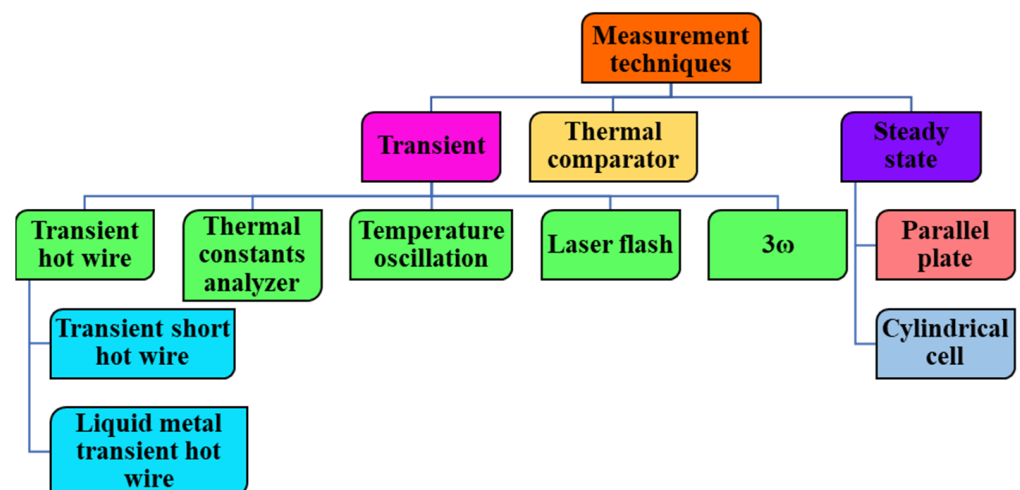 Measurement
techniques
Transient
Thermal
comparator
Steady
state
Transient
hot wire
Thermal
constants
analyzer
Temperature
oscillation
Laser flash
3ω
Parallel
plate
Transient short
hot wire
Cylindrical
cell
Liquid metal
transient hot
wire